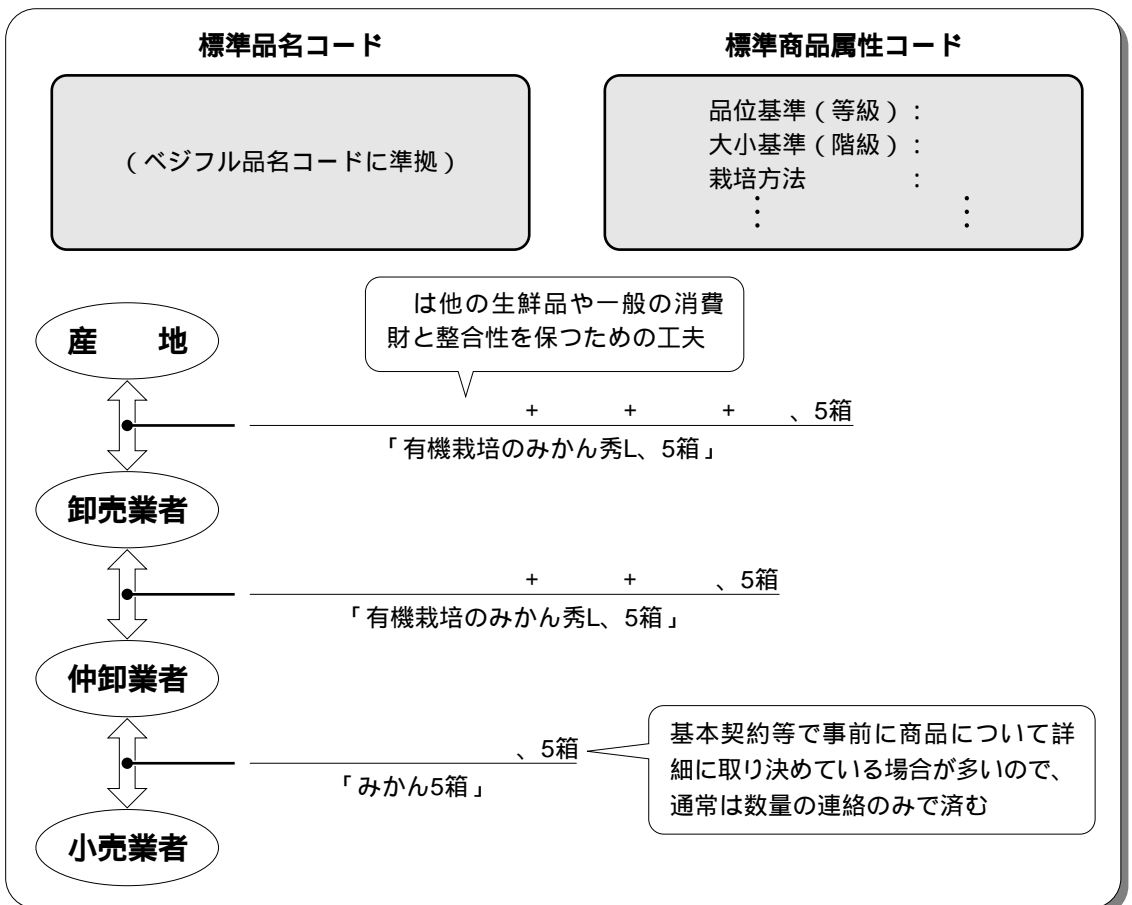 標準品名コード
標準商品属性コード
（ベジフル品名コードに準拠）
品位基準（等級）：
大小基準（階級）：
栽培方法　　　　：
⋮　　　　⋮
は他の生鮮品や一般の消費
財と整合性を保つための工夫
産　地
+　　+　　+　、5箱
「有機栽培のみかん秀L、5箱」
卸売業者
+　　+　　、5箱
「有機栽培のみかん秀L、5箱」
仲卸業者
、5箱
「みかん5箱」
基本契約等で事前に商品について詳
細に取り決めている場合が多いので、
通常は数量の連絡のみで済む
小売業者